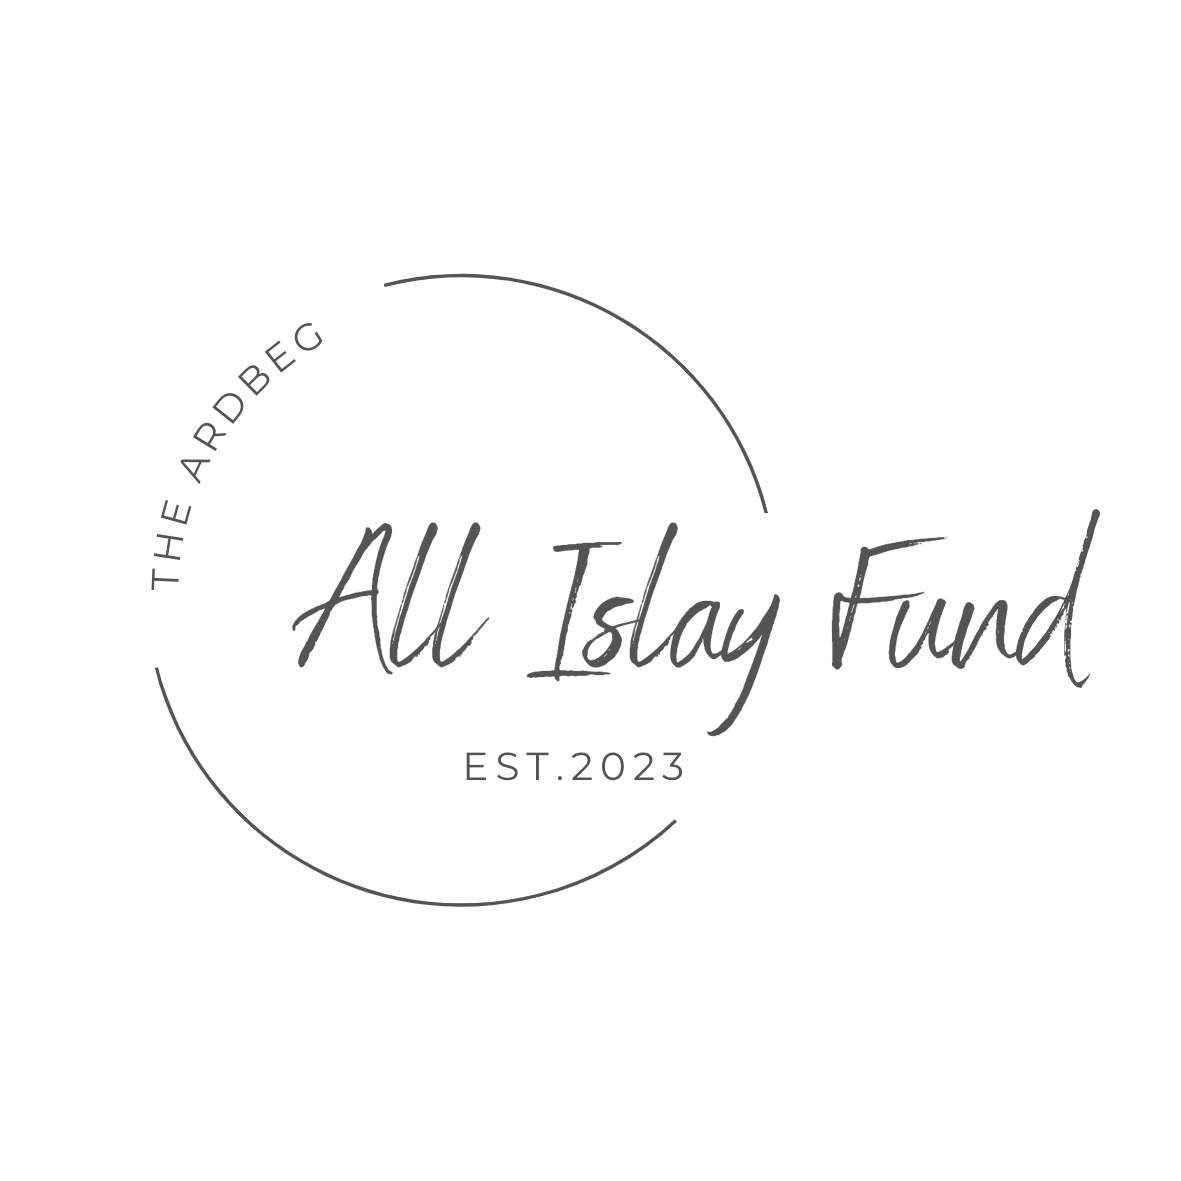 THE ARDBEG
All Islay Fund
EST.2023